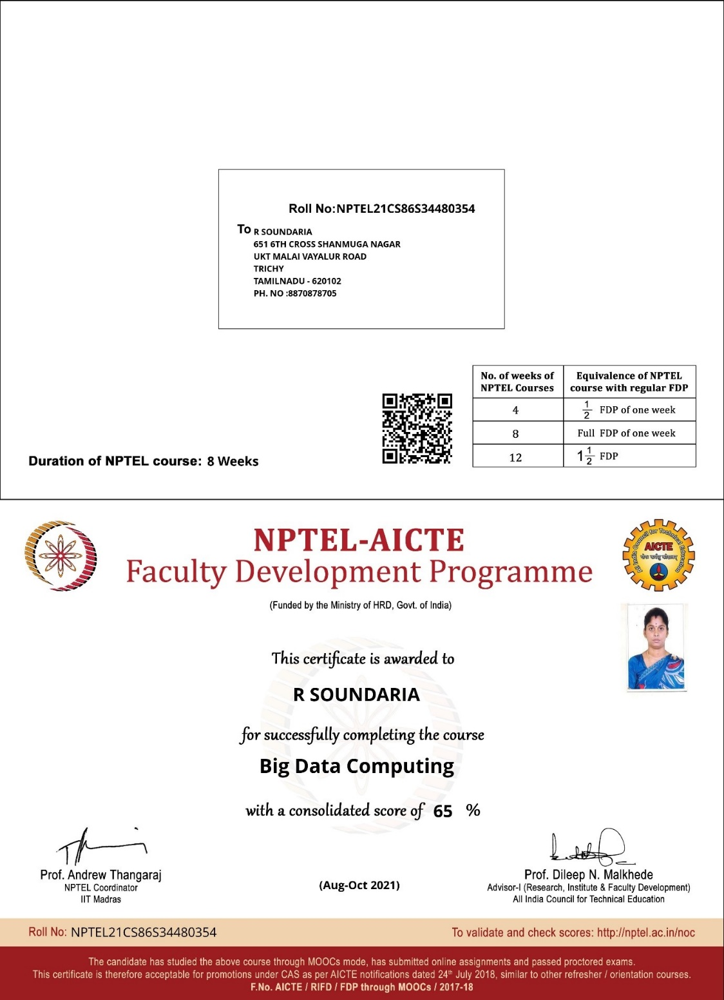 Roll No:NPTEL21CS86S34480354
To R SOUNDARIA
651 6TH CROSS SHANMUGA NAGAR
UKT MALAI VAYALUR ROAD
TRICHY
TAMILNADU - 620102
PH. NO :8870878705
No. of weeks of NPTEL Courses | Equivalence of NPTEL course with regular FDP
4 | 1/2 FDP of one week
8 | Full FDP of one week
12 | 1 1/2 FDP
Duration of NPTEL course: 8 Weeks
NPTEL-AICTE
Faculty Development Programme
(Funded by the Ministry of HRD, Govt. of India)
All India Council for Technical Education
AICTE
This certificate is awarded to
R SOUNDARIA
for successfully completing the course
Big Data Computing
with a consolidated score of 65 %
Prof. Andrew Thangaraj
NPTEL Coordinator
IIT Madras
(Aug-Oct 2021)
Prof. Dileep N. Malkhede
Advisor-I (Research, Institute & Faculty Development)
All India Council for Technical Education
Roll No: NPTEL21CS86S34480354
To validate and check scores: http://nptel.ac.in/noc
The candidate has studied the above course through MOOCs mode, has submitted online assignments and passed proctored exams.
This certificate is therefore acceptable for promotions under CAS as per AICTE notifications dated 24th July 2018, similar to other refresher / orientation courses.
F.No. AICTE / RIFD / FDP through MOOCs / 2017-18